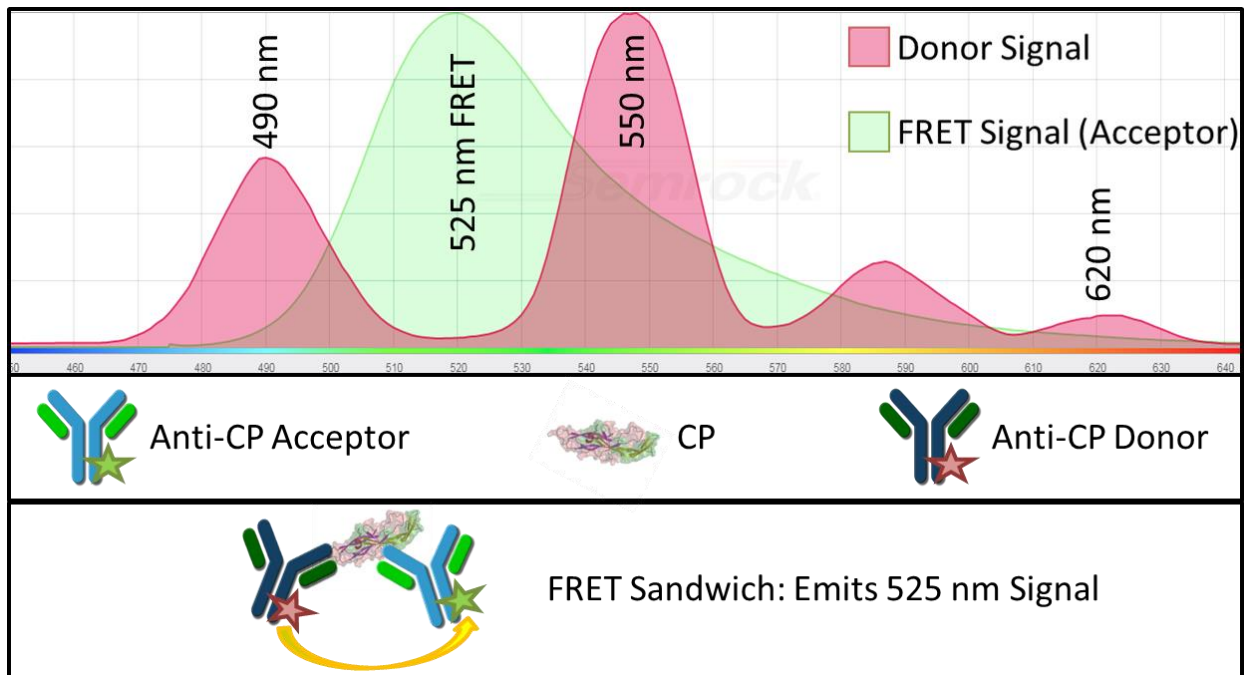 490 nm
525 nm FRET
550 nm
620 nm
Donor Signal
FRET Signal (Acceptor)
Semrock
460 470 480 490 500 510 520 530 540 550 560 570 580 590 600 610 620 630 640
Anti-CP Acceptor
CP
Anti-CP Donor
FRET Sandwich: Emits 525 nm Signal